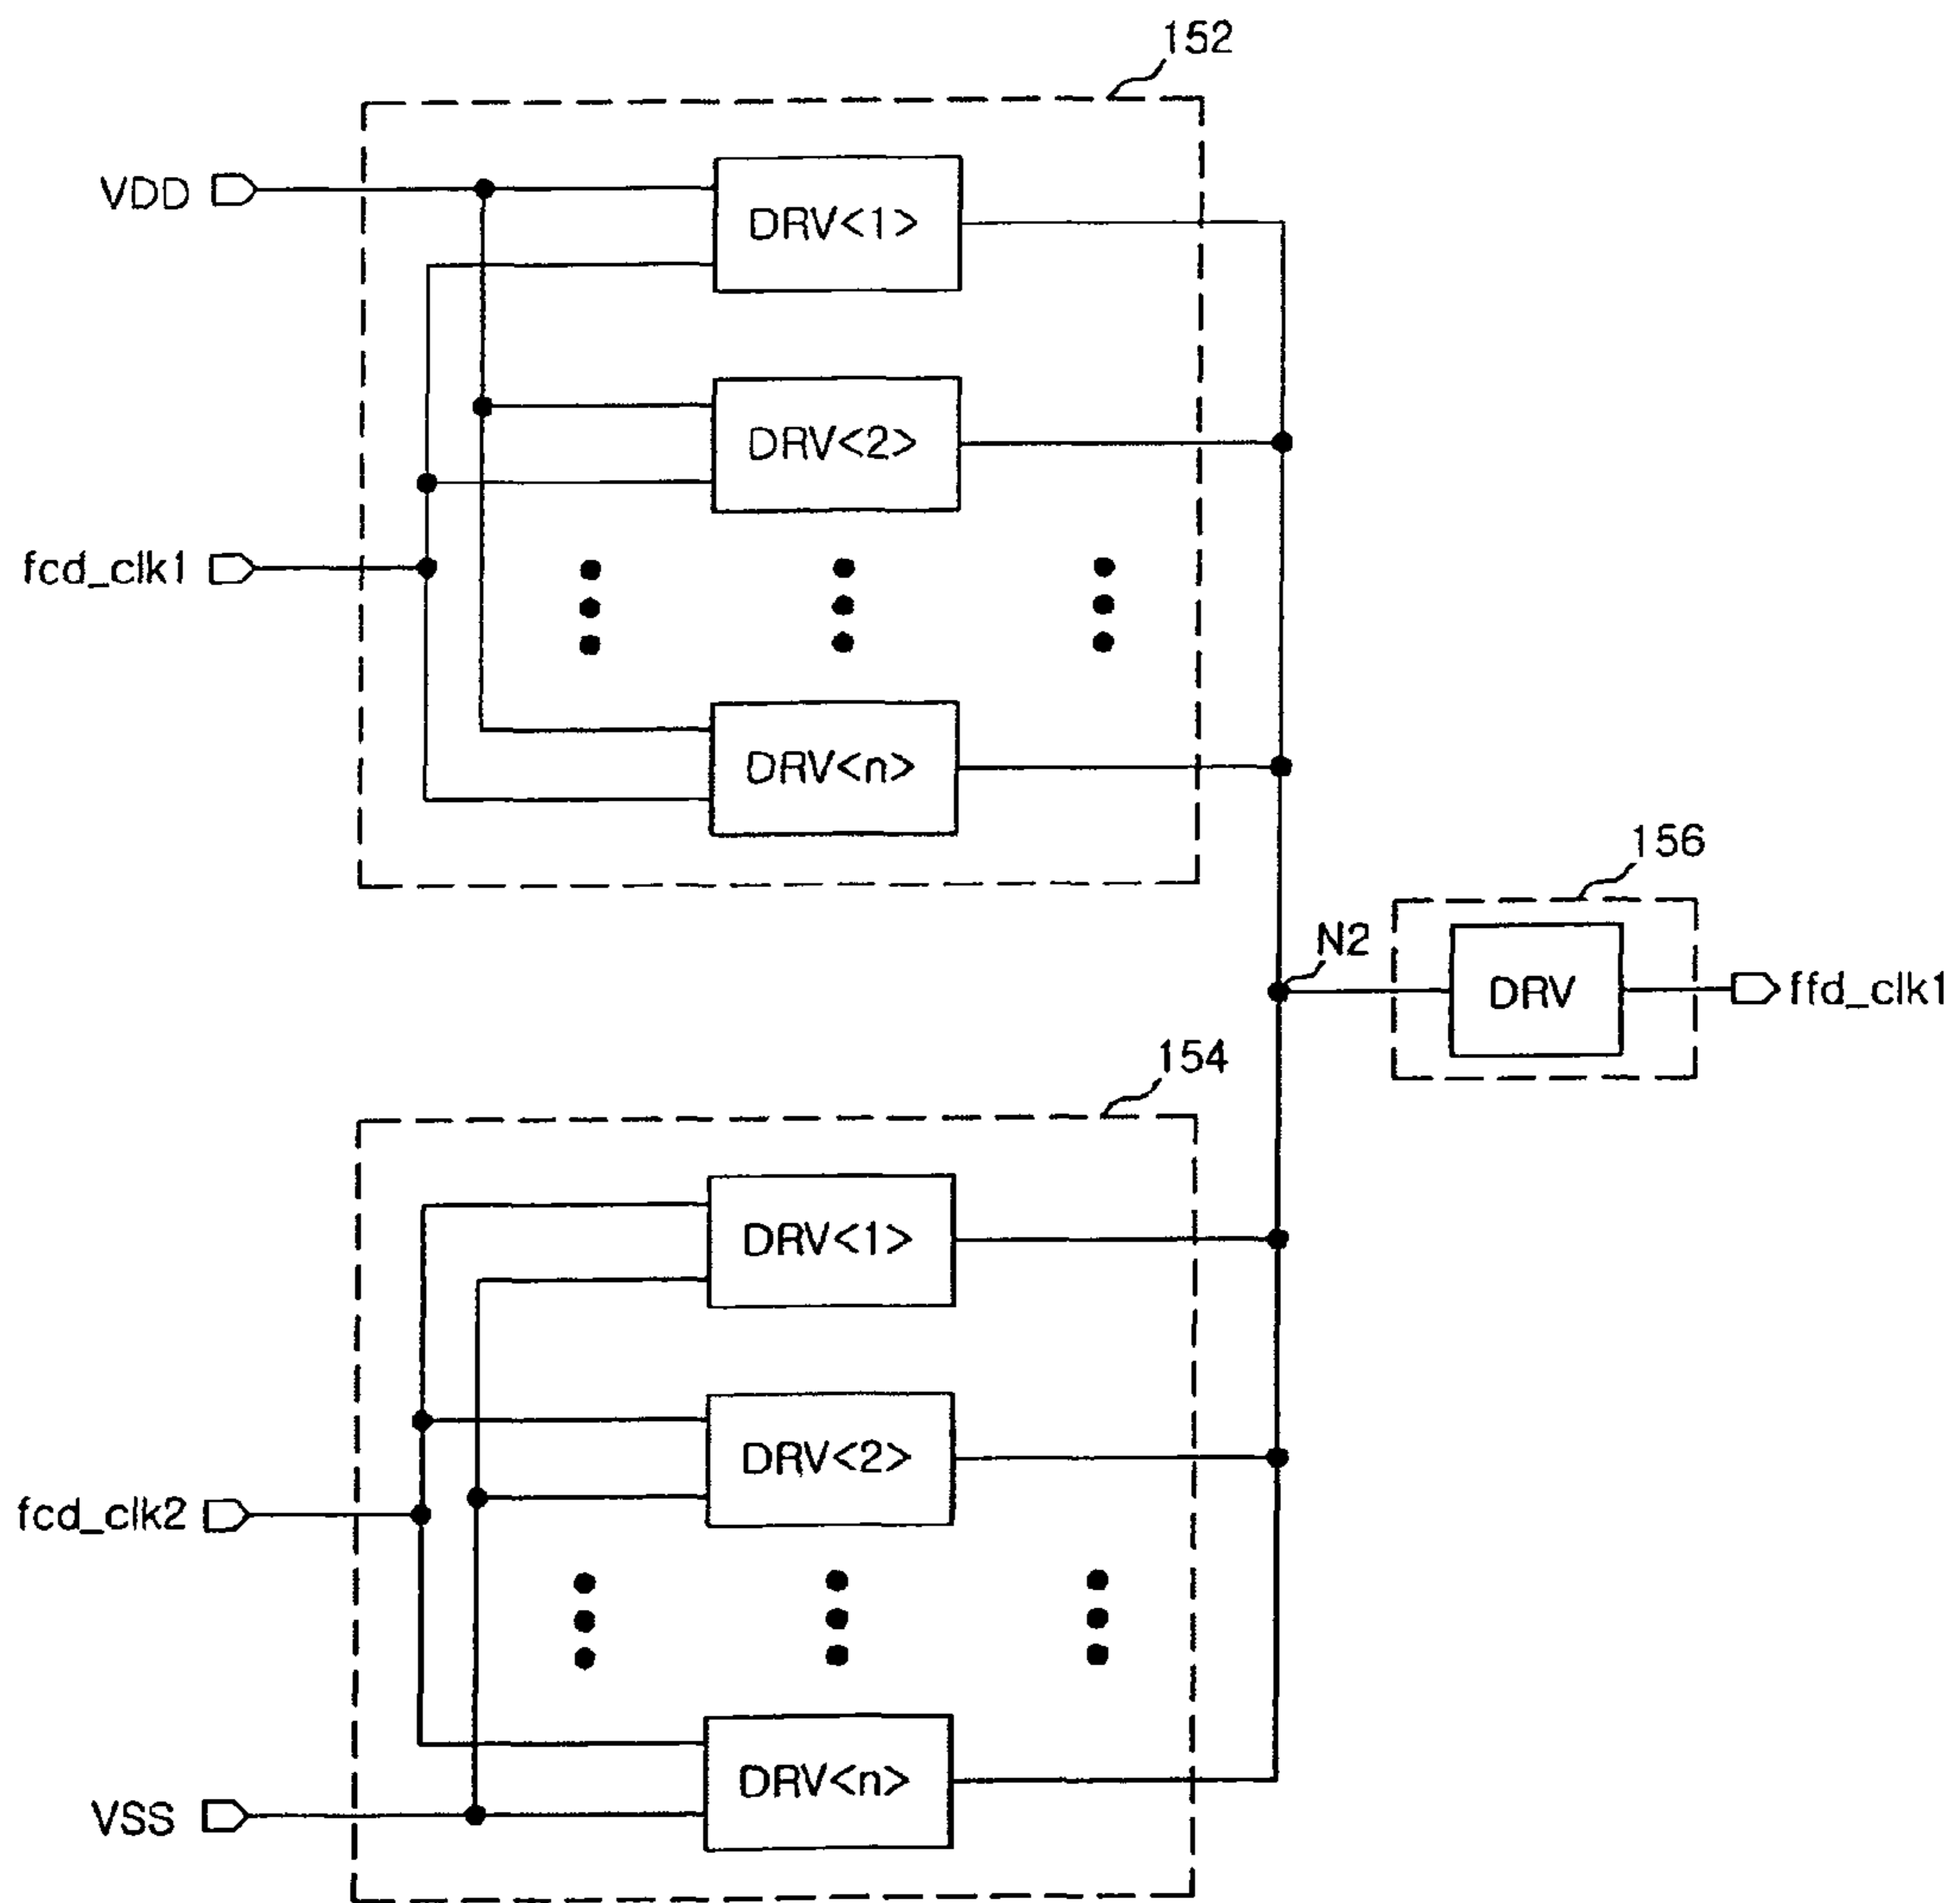 152
VDD
DRV<1>
DRV<2>
fcd_clk1
DRV<n>
156
N2
DRV
ffd_clk1
154
DRV<1>
DRV<2>
fcd_clk2
DRV<n>
VSS